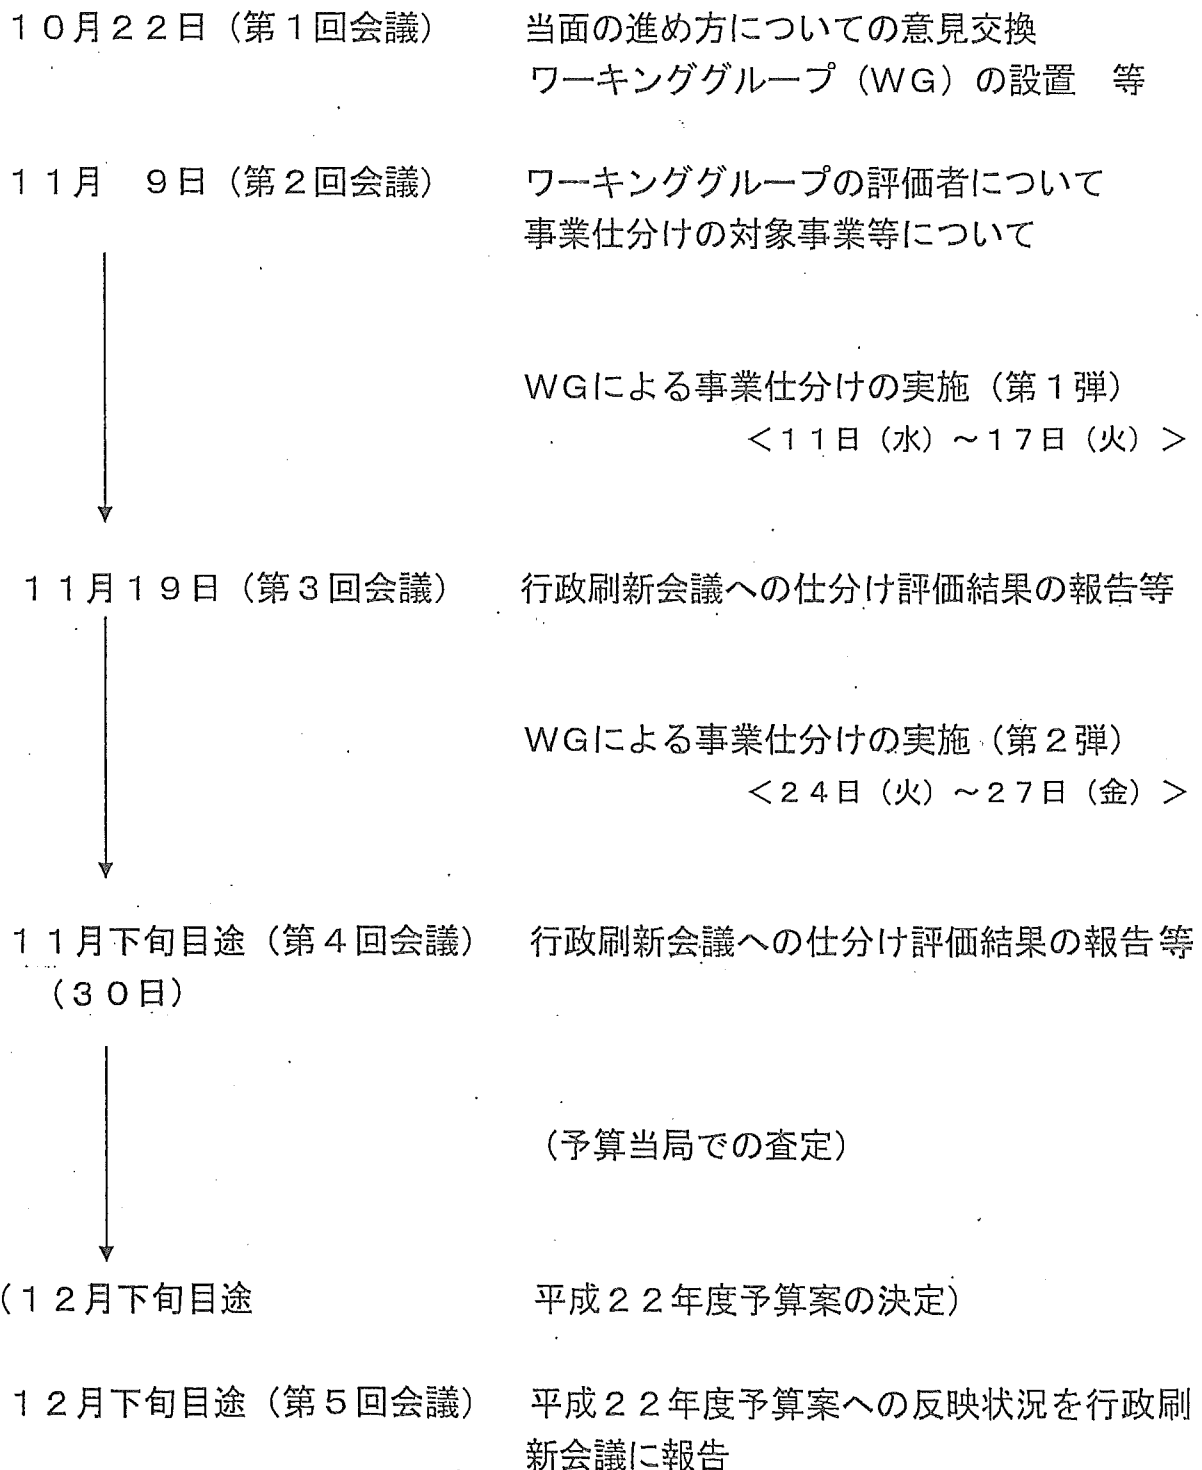 １０月２２日（第１回会議）　　当面の進め方についての意見交換
ワーキンググループ（ＷＧ）の設置　等
１１月　９日（第２回会議）　　ワーキンググループの評価者について
事業仕分けの対象事業等について
ＷＧによる事業仕分けの実施（第１弾）
＜１１日（水）～１７日（火）＞
１１月１９日（第３回会議）　　行政刷新会議への仕分け評価結果の報告等
ＷＧによる事業仕分けの実施（第２弾）
＜２４日（火）～２７日（金）＞
１１月下旬目途（第４回会議）　　行政刷新会議への仕分け評価結果の報告等
（３０日）
（予算当局での査定）
（１２月下旬目途　　平成２２年度予算案の決定）
１２月下旬目途（第５回会議）　　平成２２年度予算案への反映状況を行政刷
新会議に報告